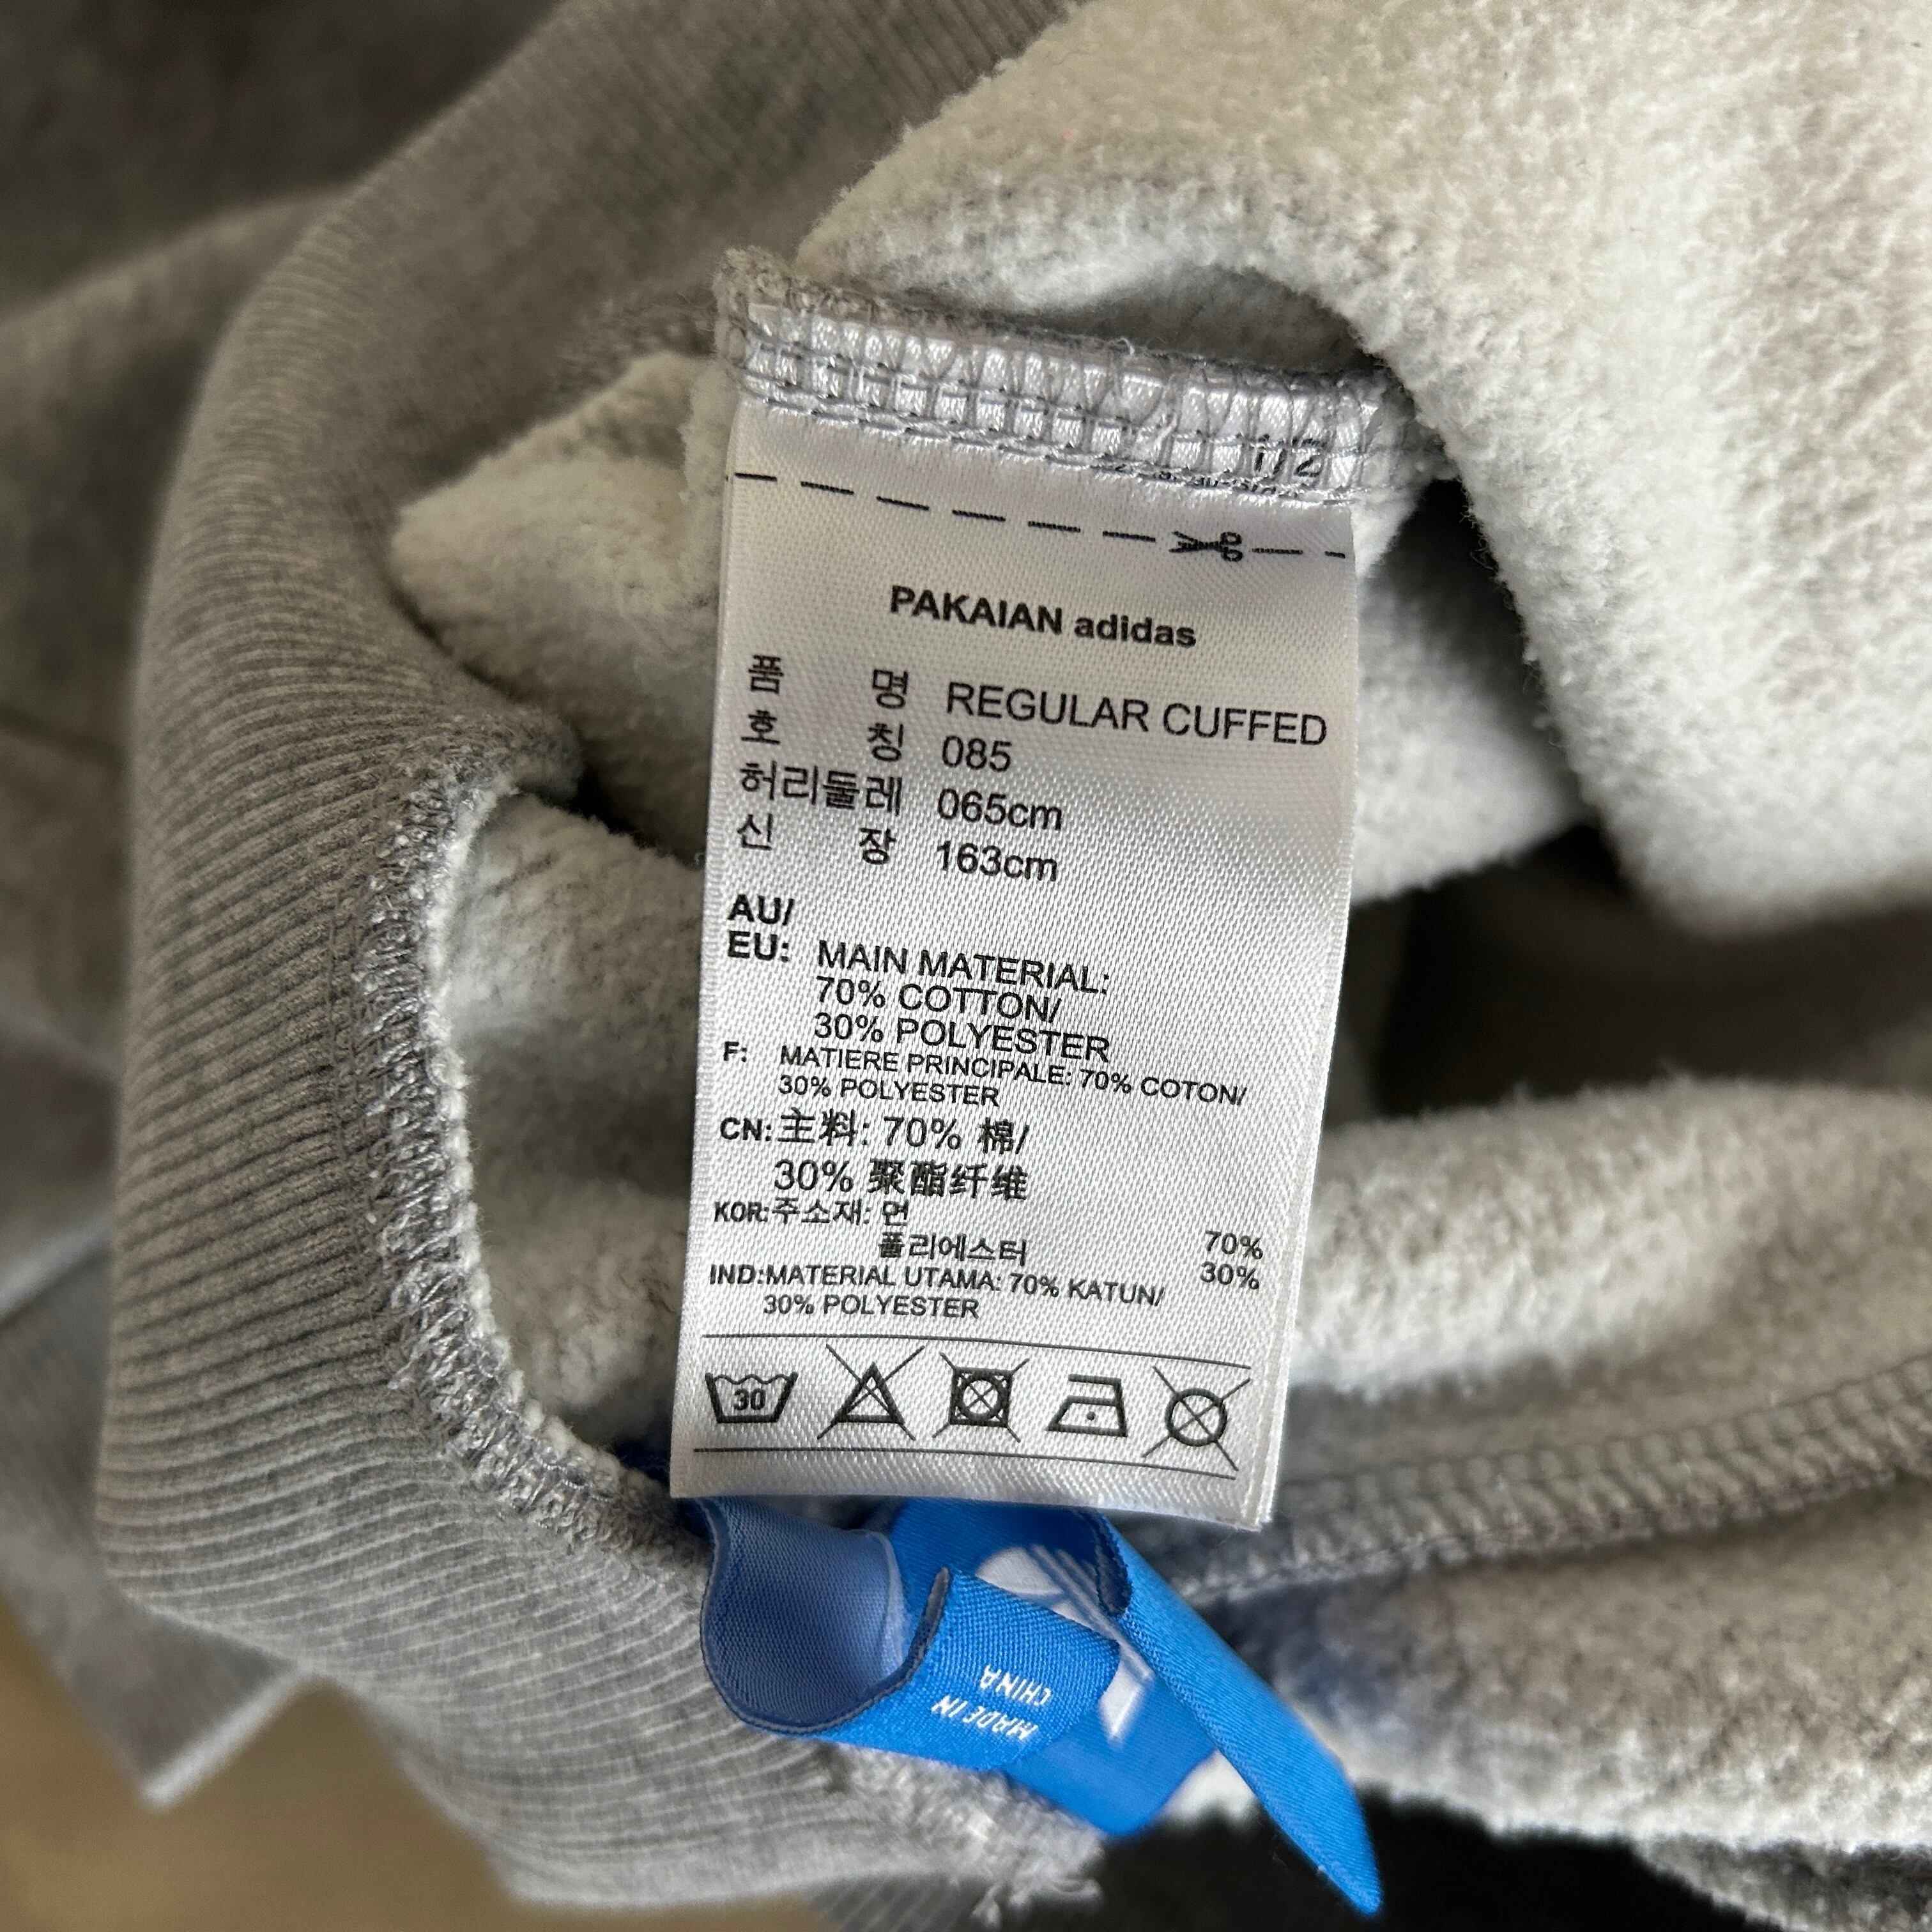 PAKAIAN adidas
품 명 REGULAR CUFFED
호 칭 085
허리둘레 065cm
신 장 163cm
AU/
EU: MAIN MATERIAL:
70% COTTON/
30% POLYESTER
F: MATIERE PRINCIPALE: 70% COTON/
30% POLYESTER
CN: 主料: 70% 棉/
30% 聚酯纤维
KOR: 주소재: 면 70%
폴리에스터 30%
IND: MATERIAL UTAMA: 70% KATUN/
30% POLYESTER
30
MADE IN
CHINA